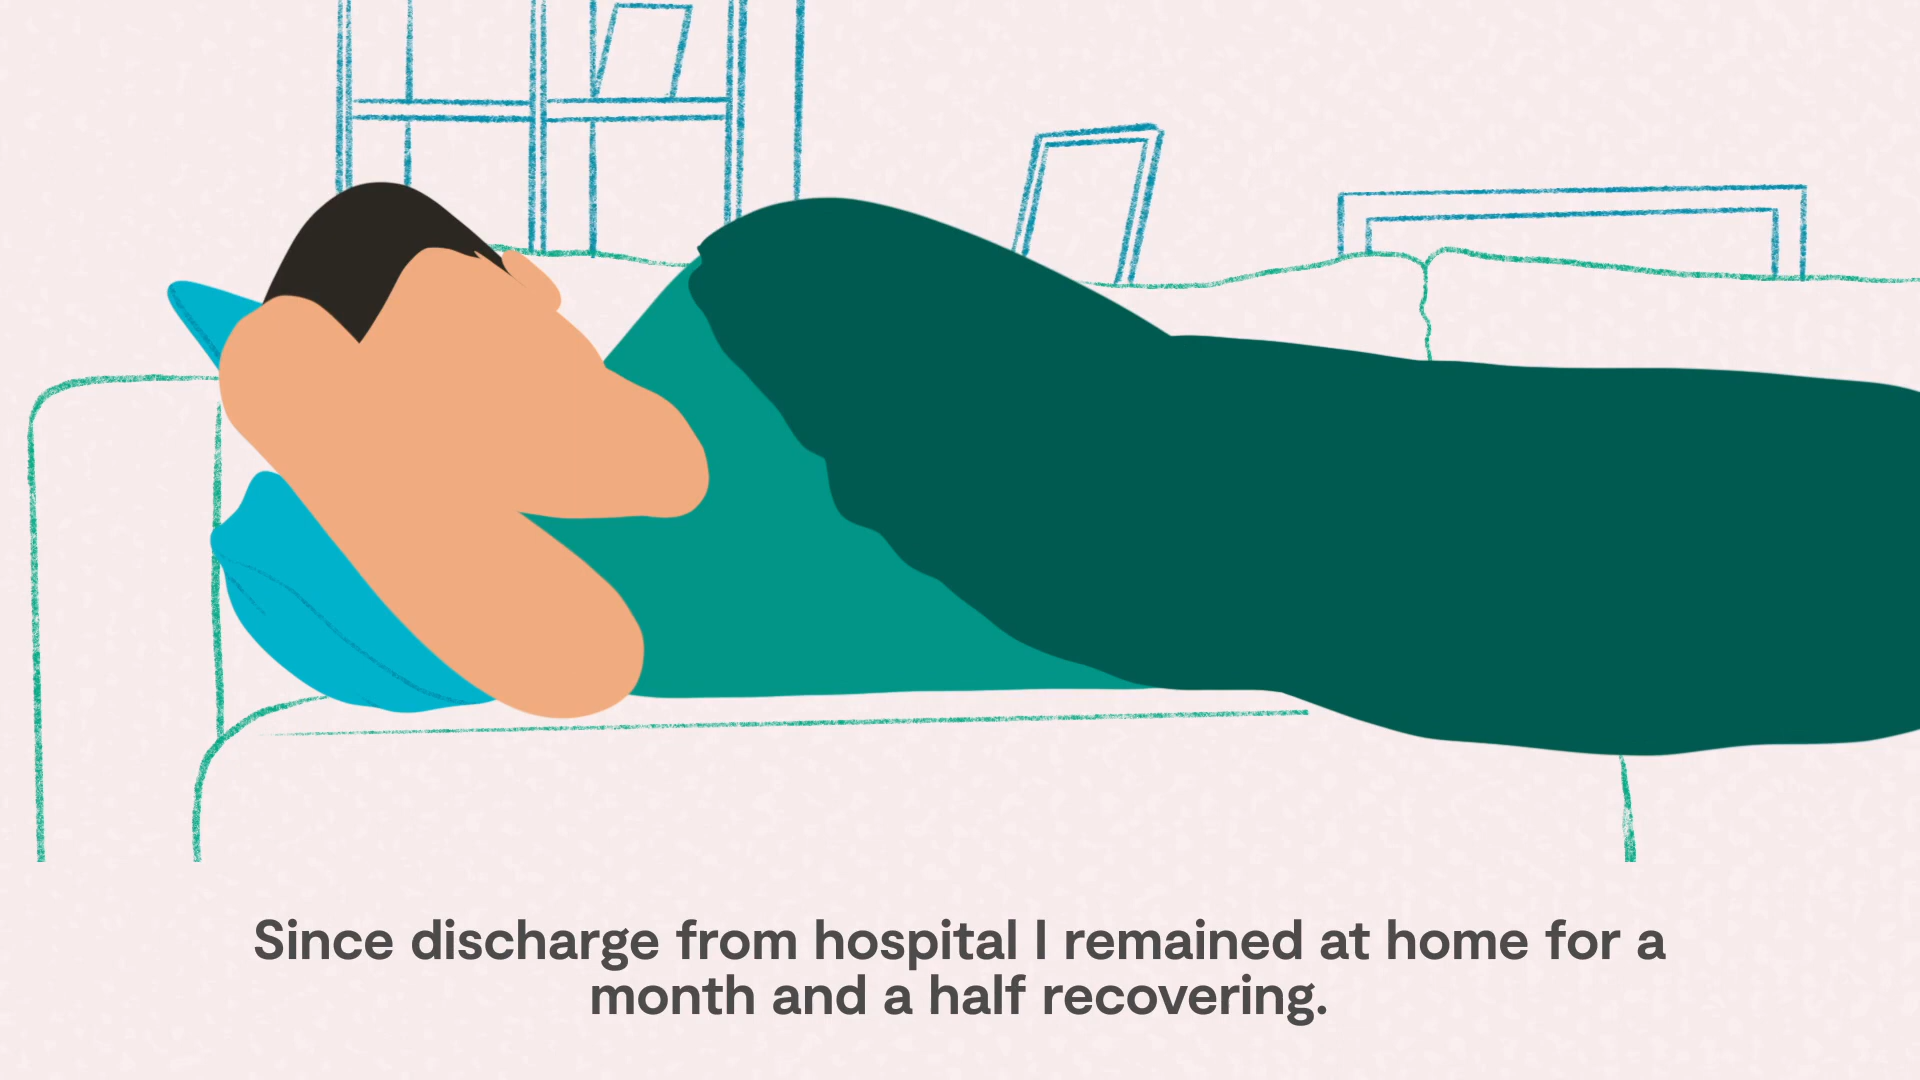 Since discharge from hospital I remained at home for a
month and a half recovering.